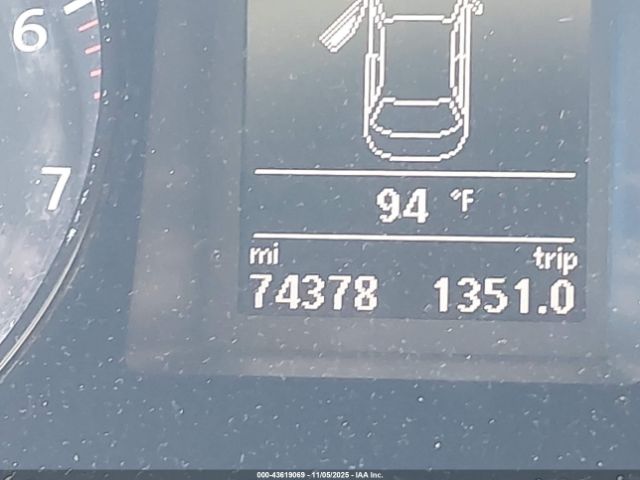 6
7
94 °F
mi trip
74378 1351.0
000-43619069 - 11/05/2025 - IAA Inc.